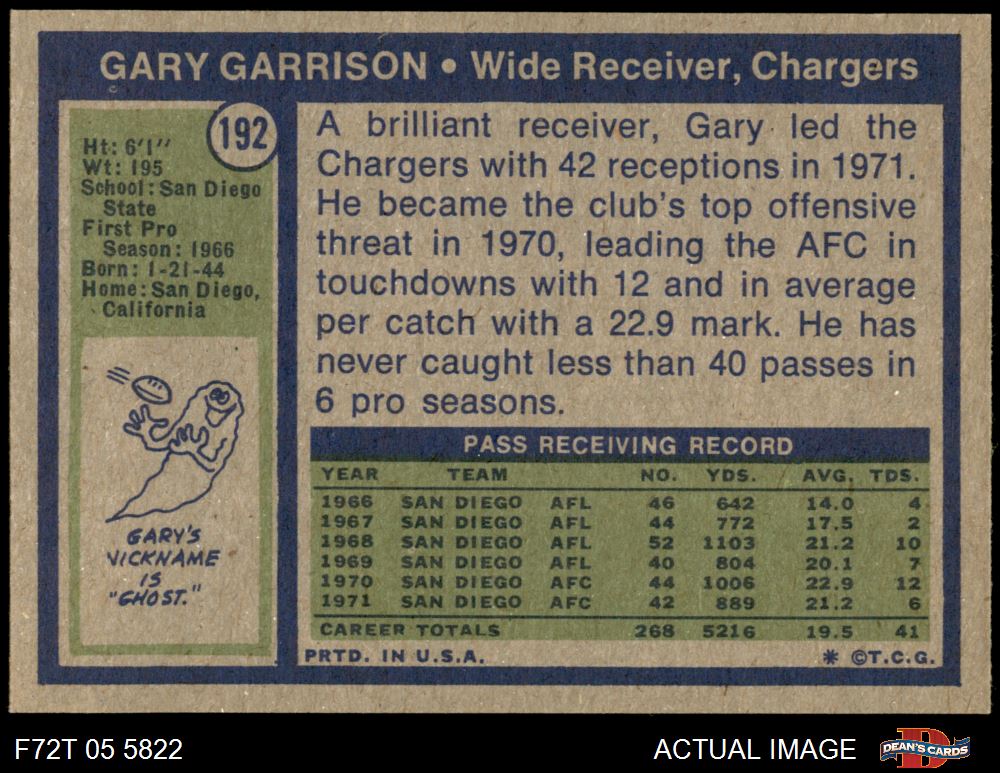 GARY GARRISON • Wide Receiver, Chargers
192
Ht: 6'1"
Wt: 195
School: San Diego
State
First Pro
Season: 1966
Born: 1-21-44
Home: San Diego,
California
GARY'S
NICKNAME
IS
"GHOST."
A brilliant receiver, Gary led the
Chargers with 42 receptions in 1971.
He became the club's top offensive
threat in 1970, leading the AFC in
touchdowns with 12 and in average
per catch with a 22.9 mark. He has
never caught less than 40 passes in
6 pro seasons.
PASS RECEIVING RECORD
YEAR TEAM NO. YDS. AVG. TDS.
1966 SAN DIEGO AFL 46 642 14.0 4
1967 SAN DIEGO AFL 44 772 17.5 2
1968 SAN DIEGO AFL 52 1103 21.2 10
1969 SAN DIEGO AFL 40 804 20.1 7
1970 SAN DIEGO AFC 44 1006 22.9 12
1971 SAN DIEGO AFC 42 889 21.2 6
CAREER TOTALS 268 5216 19.5 41
PRTD. IN U.S.A. * ©T.C.G.
F72T 05 5822 ACTUAL IMAGE DEAN'S CARDS